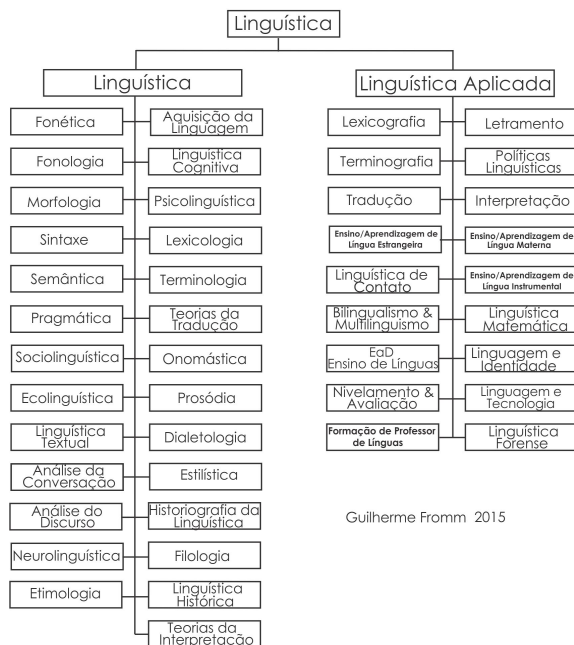 Linguística
Linguística
Linguística Aplicada
Fonética
Aquisição da
Linguagem
Fonologia
Linguística
Cognitiva
Morfologia
Psicolinguística
Sintaxe
Lexicologia
Semântica
Terminologia
Pragmática
Teorias da
Tradução
Sociolinguística
Onomástica
Ecolinguística
Prosódia
Linguística
Textual
Dialetologia
Análise da
Conversação
Estilística
Análise do
Discurso
Historiografia da
Linguística
Neurolinguística
Filologia
Etimologia
Linguística
Histórica
Teorias da
Interpretação
Lexicografia
Letramento
Terminografia
Políticas
Linguísticas
Tradução
Interpretação
Ensino/Aprendizagem de
Língua Estrangeira
Ensino/Aprendizagem de
Língua Materna
Linguística de
Contato
Ensino/Aprendizagem de
Língua Instrumental
Bilingualismo &
Multilinguismo
Linguística
Matemática
EaD
Ensino de Línguas
Linguagem e
Identidade
Nivelamento &
Avaliação
Linguagem e
Tecnologia
Formação de Professor
de Línguas
Linguística
Forense
Guilherme Fromm 2015